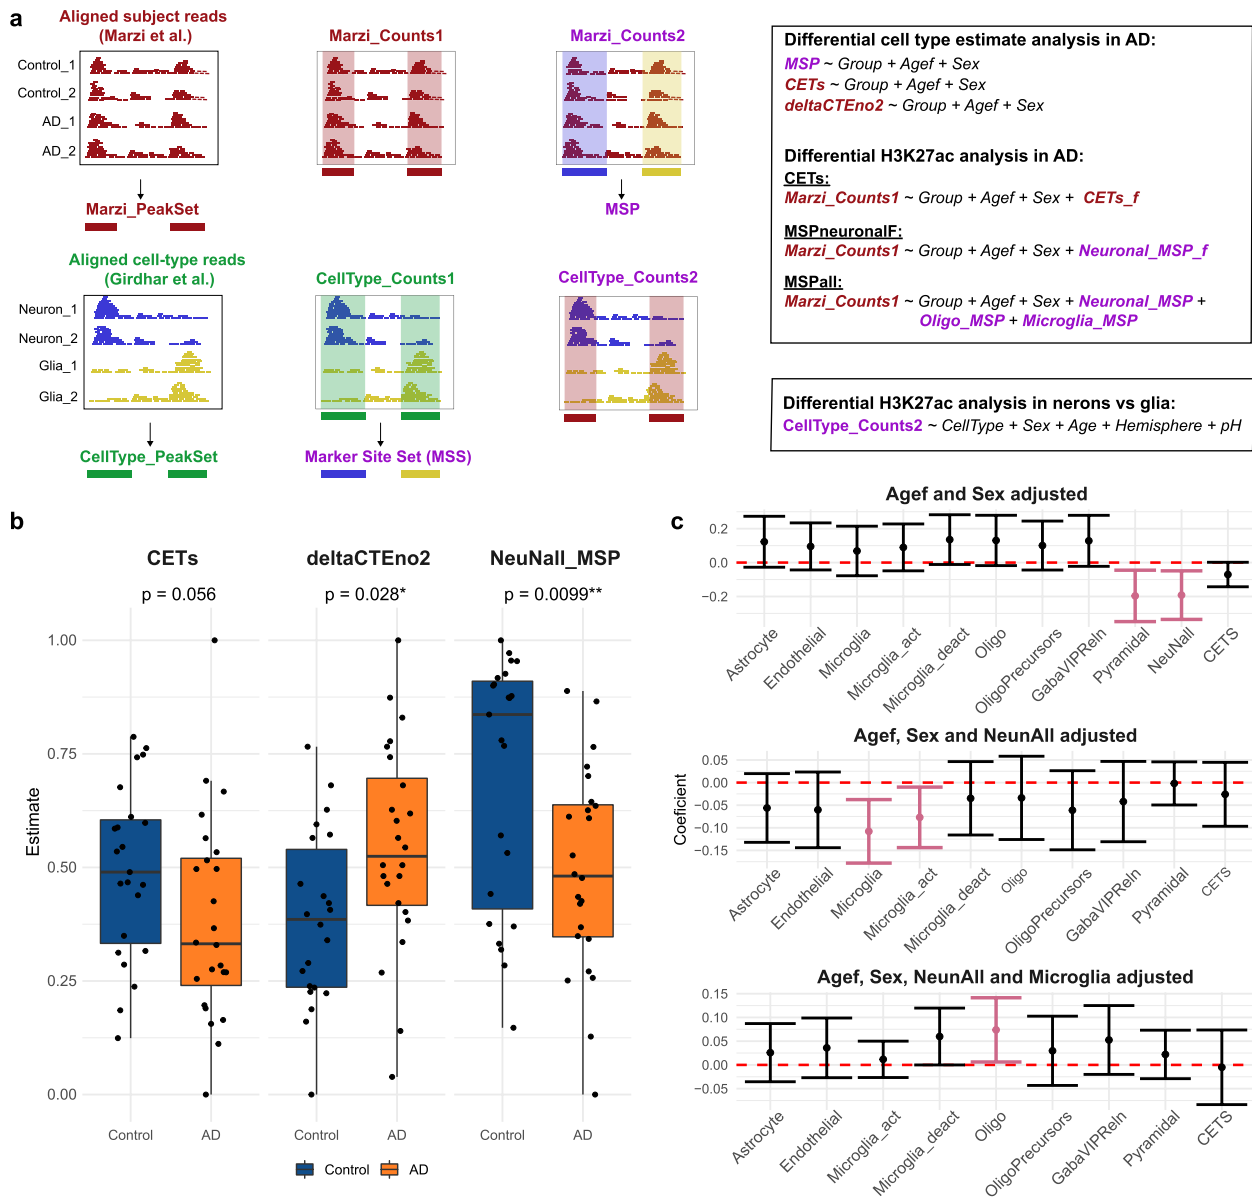 a
Aligned subject reads
(Marzi et al.)
Control_1
Control_2
AD_1
AD_2
Marzi_PeakSet
Marzi_Counts1
Marzi_Counts2
MSP
Aligned cell-type reads
(Girdhar et al.)
Neuron_1
Neuron_2
Glia_1
Glia_2
CellType_PeakSet
CellType_Counts1
Marker Site Set (MSS)
CellType_Counts2
Differential cell type estimate analysis in AD:
MSP ~ Group + Agef + Sex
CETs ~ Group + Agef + Sex
deltaCTEno2 ~ Group + Agef + Sex
Differential H3K27ac analysis in AD:
CETs:
Marzi_Counts1 ~ Group + Agef + Sex + CETs_f
MSPneuronalF:
Marzi_Counts1 ~ Group + Agef + Sex + Neuronal_MSP_f
MSPall:
Marzi_Counts1 ~ Group + Agef + Sex + Neuronal_MSP +
Oligo_MSP + Microglia_MSP
Differential H3K27ac analysis in nerons vs glia:
CellType_Counts2 ~ CellType + Sex + Age + Hemisphere + pH
b
CETs
deltaCTEno2
NeuNall_MSP
p = 0.056
p = 0.028*
p = 0.0099**
Estimate
1.00
0.75
0.50
0.25
0.00
Control
AD
Control
AD
Control
AD
Control
AD
c
Agef and Sex adjusted
0.2
0.0
−0.2
Astrocyte
Endothelial
Microglia
Microglia_act
Microglia_deact
Oligo
OligoPrecursors
GabaVIPReln
Pyramidal
NeuNall
CETS
Agef, Sex and NeunAll adjusted
Coefficient
0.05
0.00
−0.05
−0.10
−0.15
Astrocyte
Endothelial
Microglia
Microglia_act
Microglia_deact
Oligo
OligoPrecursors
GabaVIPReln
Pyramidal
CETS
Agef, Sex, NeunAll and Microglia adjusted
0.15
0.10
0.05
0.00
−0.05
Astrocyte
Endothelial
Microglia_act
Microglia_deact
Oligo
OligoPrecursors
GabaVIPReln
Pyramidal
CETS